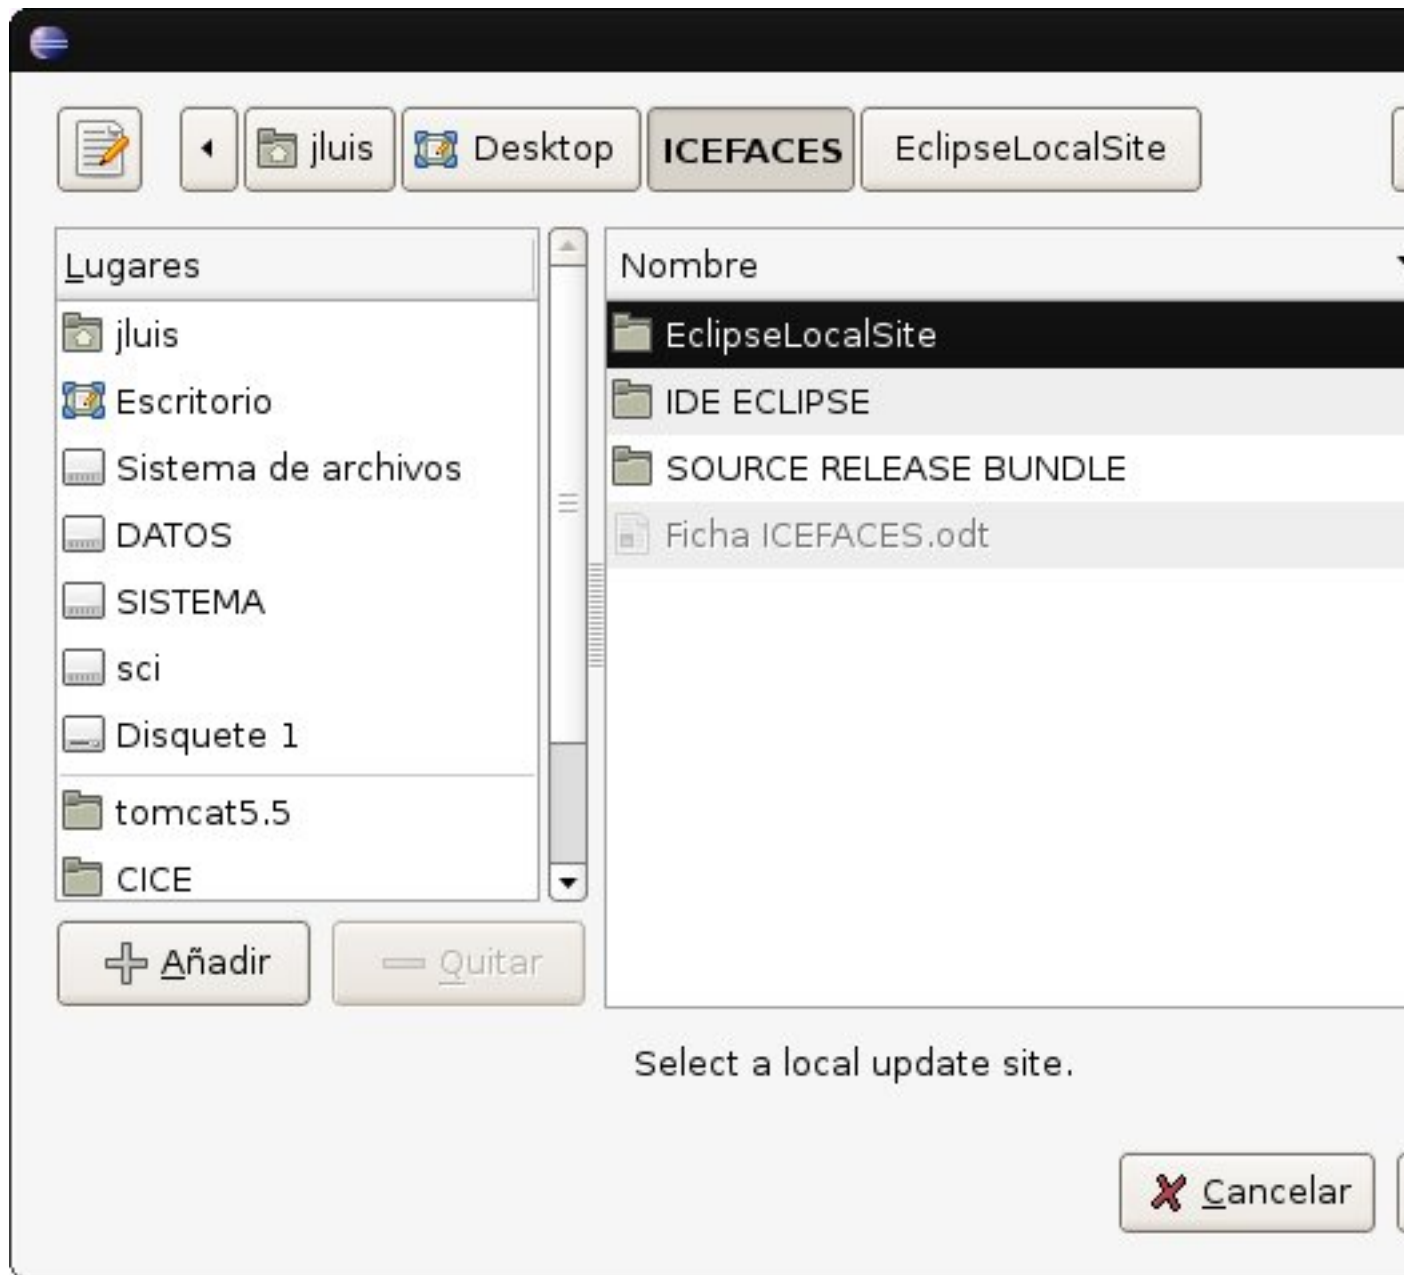 jluis Desktop ICEFACES EclipseLocalSite
Lugares
jluis
Escritorio
Sistema de archivos
DATOS
SISTEMA
sci
Disquete 1
tomcat5.5
CICE
Añadir Quitar
Nombre
EclipseLocalSite
IDE ECLIPSE
SOURCE RELEASE BUNDLE
Ficha ICEFACES.odt
Select a local update site.
Cancelar